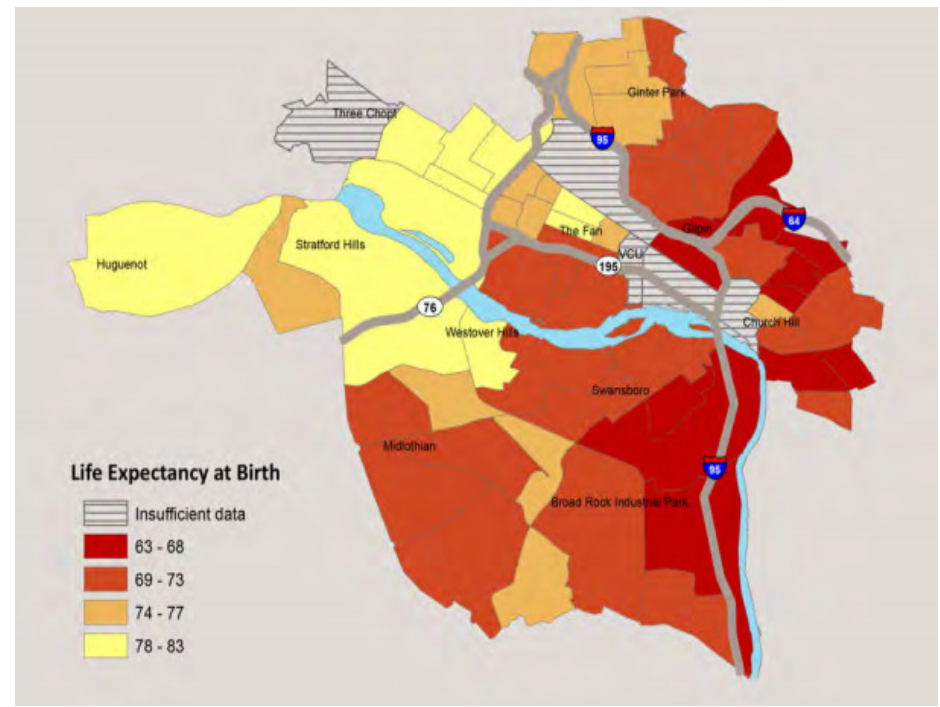 Three Chopt
Ginter Park
95
64
Gilpin
The Fan
VCU
195
Huguenot
Stratford Hills
76
Westover Hills
Church Hill
Swansboro
Midlothian
95
Broad Rock Industrial Park
Life Expectancy at Birth
Insufficient data
63 - 68
69 - 73
74 - 77
78 - 83